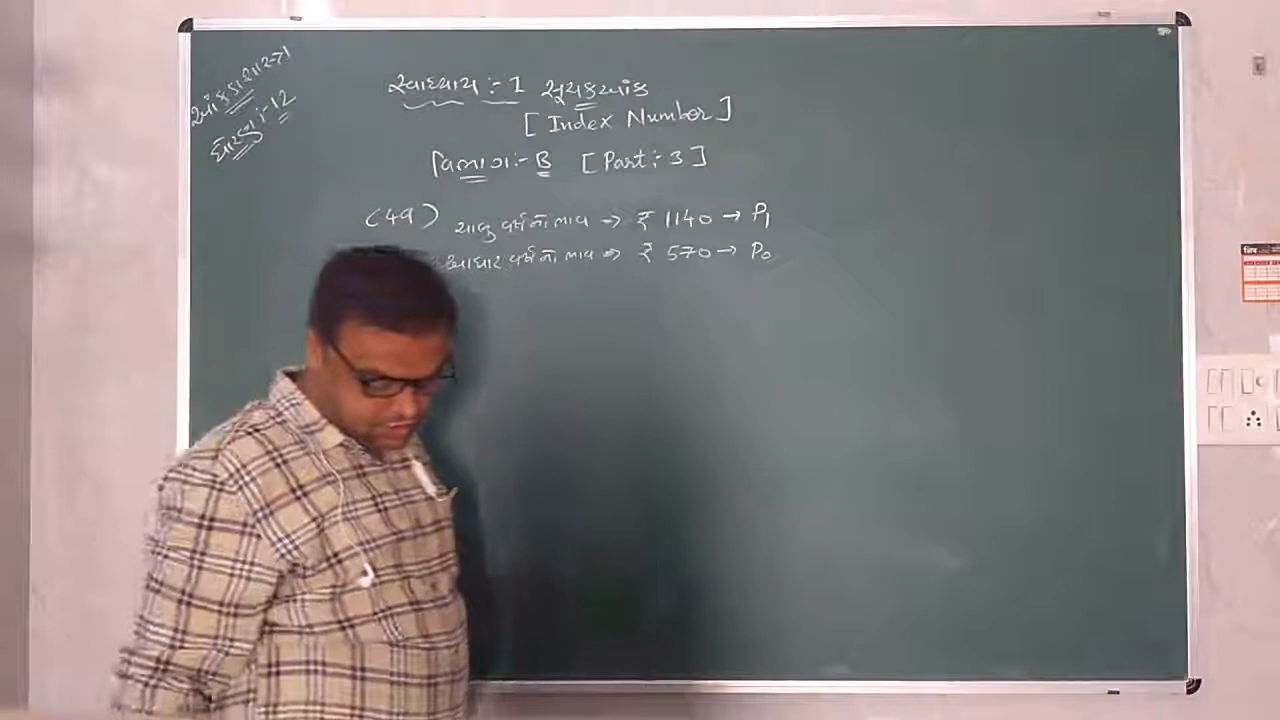 આંકડાશાસ્ત્ર
ધોરણ :- 12
સ્વાધ્યાય :- 1 સૂચકઆંક
[ Index Number ]
વિભાગ :- B [ Part :- 3 ]
(49) ચાલુ વર્ષનો ભાવ → ₹ 1140 → P₁
આધાર વર્ષનો ભાવ → ₹ 570 → P₀